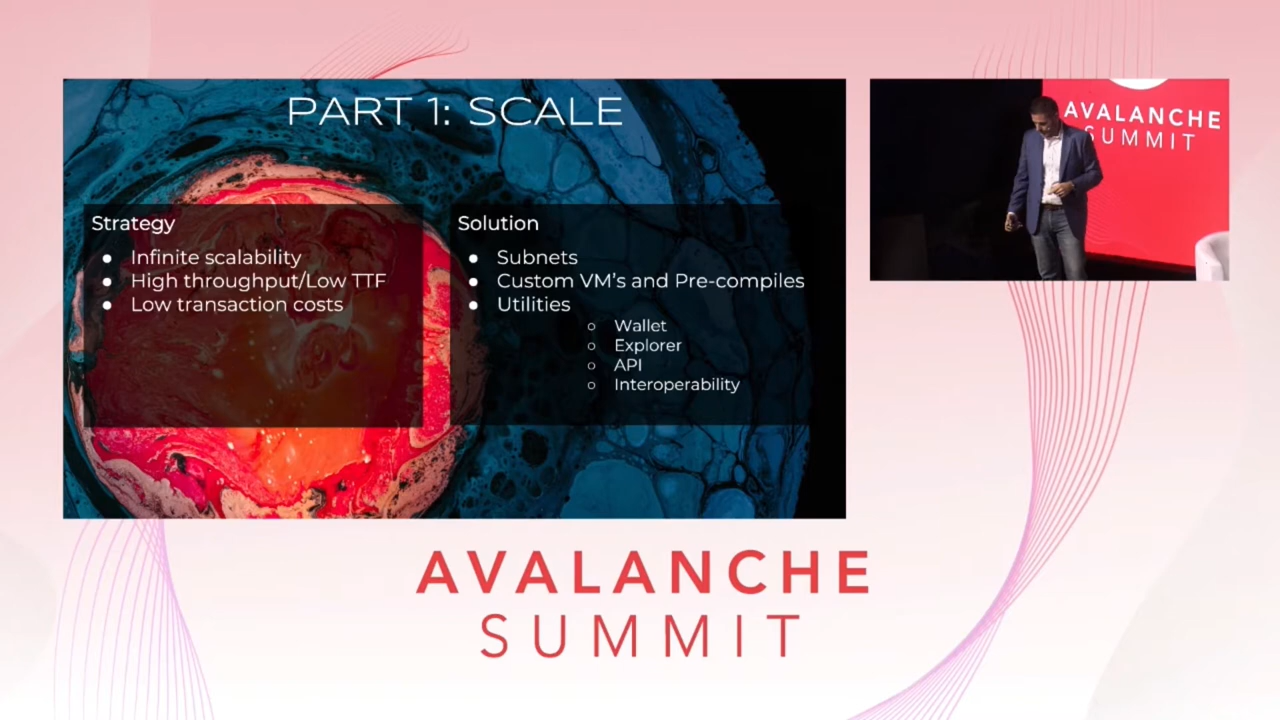 PART 1: SCALE
Strategy
● Infinite scalability
● High throughput/Low TTF
● Low transaction costs
Solution
● Subnets
● Custom VM's and Pre-compiles
● Utilities
○ Wallet
○ Explorer
○ API
○ Interoperability
AVALANCHE
SUMMIT
AVALANCHE
SUMMIT